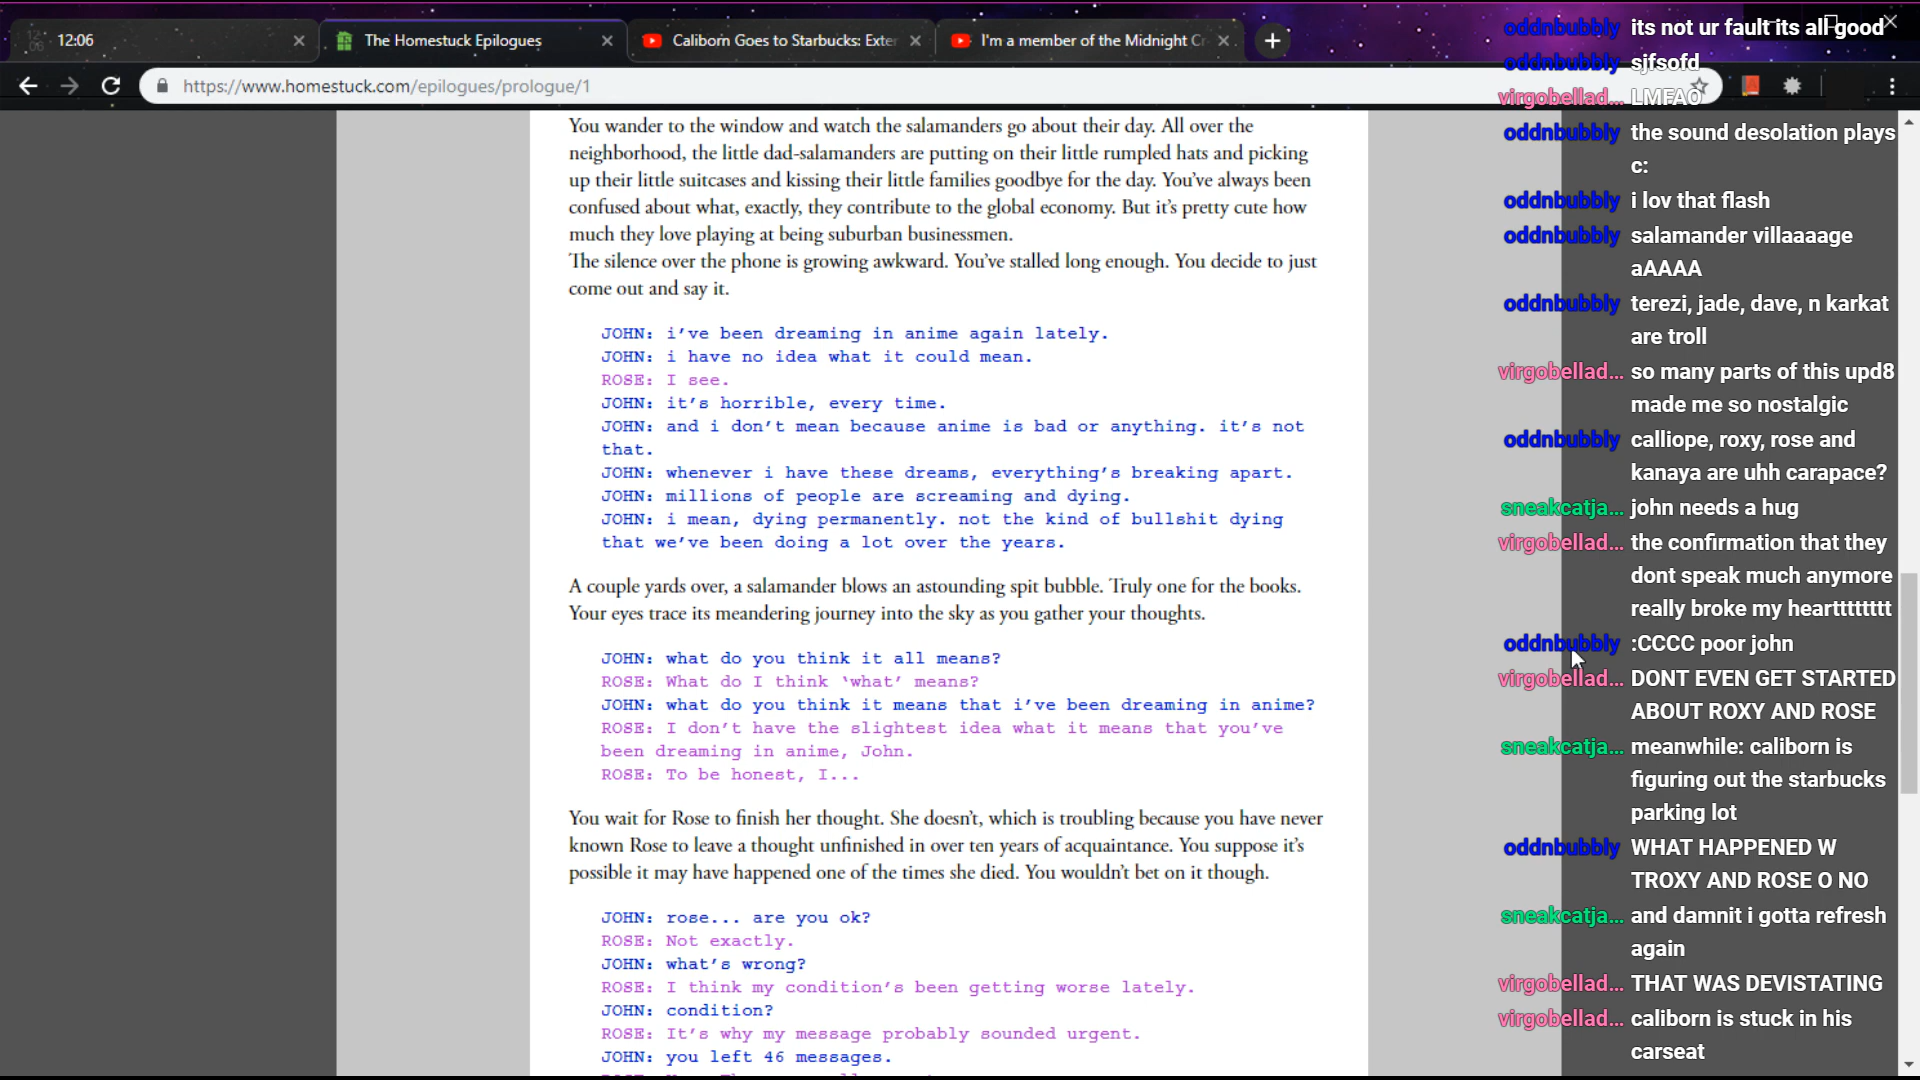 12:06
The Homestuck Epilogues
Caliborn Goes to Starbucks: Exter
I'm a member of the Midnight Cr
https://www.homestuck.com/epilogues/prologue/1
You wander to the window and watch the salamanders go about their day. All over the
neighborhood, the little dad-salamanders are putting on their little rumpled hats and picking
up their little suitcases and kissing their little families goodbye for the day. You've always been
confused about what, exactly, they contribute to the global economy. But it's pretty cute how
much they love playing at being suburban businessmen.
The silence over the phone is growing awkward. You've stalled long enough. You decide to just
come out and say it.
JOHN: i've been dreaming in anime again lately.
JOHN: i have no idea what it could mean.
ROSE: I see.
JOHN: it's horrible, every time.
JOHN: and i don't mean because anime is bad or anything. it's not
that.
JOHN: whenever i have these dreams, everything's breaking apart.
JOHN: millions of people are screaming and dying.
JOHN: i mean, dying permanently. not the kind of bullshit dying
that we've been doing a lot over the years.
A couple yards over, a salamander blows an astounding spit bubble. Truly one for the books.
Your eyes trace its meandering journey into the sky as you gather your thoughts.
JOHN: what do you think it all means?
ROSE: What do I think ‘what’ means?
JOHN: what do you think it means that i've been dreaming in anime?
ROSE: I don't have the slightest idea what it means that you've
been dreaming in anime, John.
ROSE: To be honest, I...
You wait for Rose to finish her thought. She doesn't, which is troubling because you have never
known Rose to leave a thought unfinished in over ten years of acquaintance. You suppose it's
possible it may have happened one of the times she died. You wouldn't bet on it though.
JOHN: rose... are you ok?
ROSE: Not exactly.
JOHN: what's wrong?
ROSE: I think my condition's been getting worse lately.
JOHN: condition?
ROSE: It's why my message probably sounded urgent.
JOHN: you left 46 messages.
oddnbubbly its not ur fault its all good
oddnbubbly sjfsofd
virgobellad... LMFAO
oddnbubbly the sound desolation plays
c:
oddnbubbly i lov that flash
oddnbubbly salamander villaaaage
aAAAA
oddnbubbly terezi, jade, dave, n karkat
are troll
virgobellad... so many parts of this upd8
made me so nostalgic
oddnbubbly calliope, roxy, rose and
kanaya are uhh carapace?
sneakcatja... john needs a hug
virgobellad... the confirmation that they
dont speak much anymore
really broke my hearttttttttt
oddnbubbly :CCCC poor john
virgobellad... DONT EVEN GET STARTED
ABOUT ROXY AND ROSE
sneakcatja... meanwhile: caliborn is
figuring out the starbucks
parking lot
oddnbubbly WHAT HAPPENED W
TROXY AND ROSE O NO
sneakcatja... and damnit i gotta refresh
again
virgobellad... THAT WAS DEVISTATING
virgobellad... caliborn is stuck in his
carseat